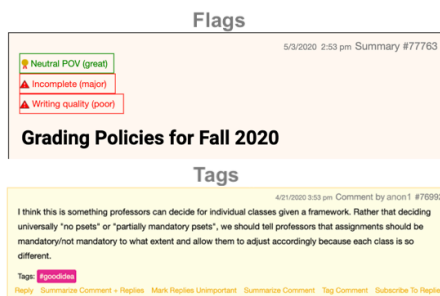 Flags
5/3/2020 2:53 pm Summary #77763
Neutral POV (great)
Incomplete (major)
Writing quality (poor)
Grading Policies for Fall 2020
Tags
4/21/2020 3:53 pm Comment by anon1 #7699
I think this is something professors can decide for individual classes given a framework. Rather that deciding
universally "no psets" or "partially mandatory psets", we should tell professors that assignments should be
mandatory/not mandatory to what extent and allow them to adjust accordingly because each class is so
different.
Tags: #goodidea
Reply Summarize Comment + Replies Mark Replies Unimportant Summarize Comment Tag Comment Subscribe To Replie